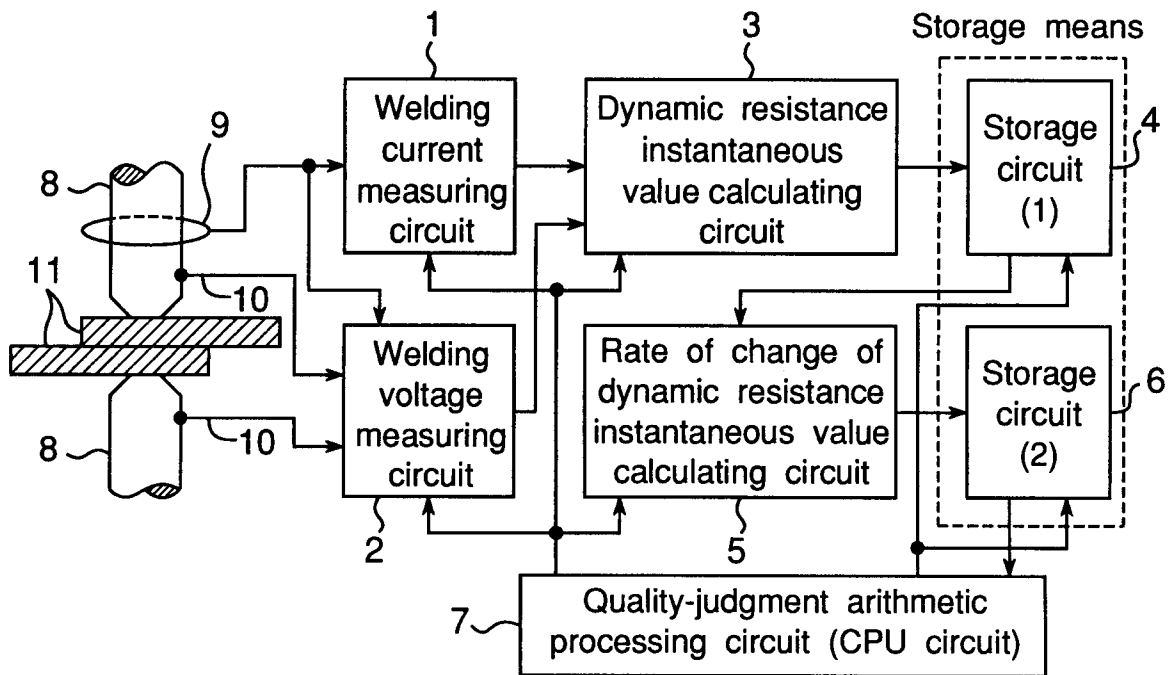 Storage means
1
3
Welding
current
measuring
circuit
Dynamic resistance
instantaneous
value calculating
circuit
Storage
circuit
(1)
4
9
8
11
10
Welding
voltage
measuring
circuit
Rate of change of
dynamic resistance
instantaneous value
calculating circuit
Storage
circuit
(2)
6
8
10
2
5
7
Quality-judgment arithmetic
processing circuit (CPU circuit)